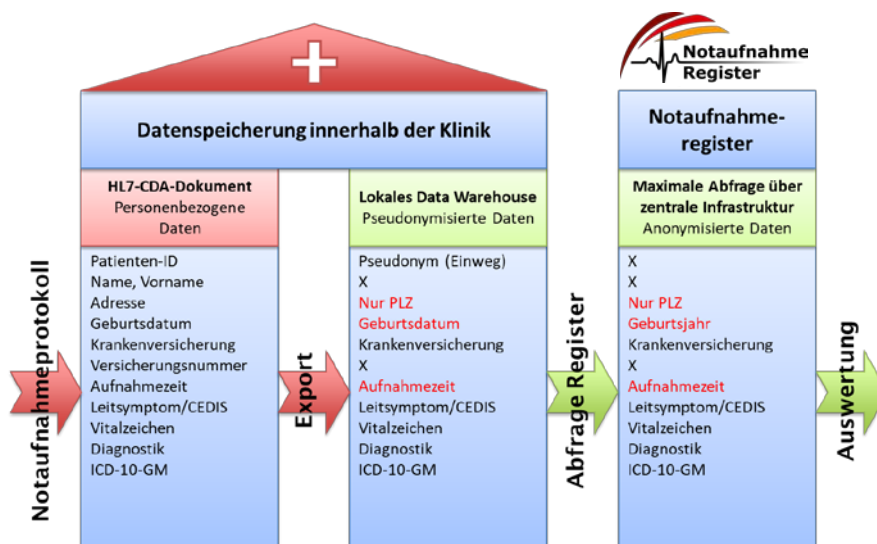 Notaufnahme
Register
Datenspeicherung innerhalb der Klinik
Notaufnahme-
register
HL7-CDA-Dokument
Personenbezogene
Daten
Lokales Data Warehouse
Pseudonymisierte Daten
Maximale Abfrage über
zentrale Infrastruktur
Anonymisierte Daten
Notaufnahmeprotokoll
Patienten-ID
Name, Vorname
Adresse
Geburtsdatum
Krankenversicherung
Versicherungsnummer
Aufnahmezeit
Leitsymptom/CEDIS
Vitalzeichen
Diagnostik
ICD-10-GM
Export
Pseudonym (Einweg)
X
Nur PLZ
Geburtsdatum
Krankenversicherung
X
Aufnahmezeit
Leitsymptom/CEDIS
Vitalzeichen
Diagnostik
ICD-10-GM
Abfrage Register
X
X
Nur PLZ
Geburtsjahr
Krankenversicherung
X
Aufnahmezeit
Leitsymptom/CEDIS
Vitalzeichen
Diagnostik
ICD-10-GM
Auswertung